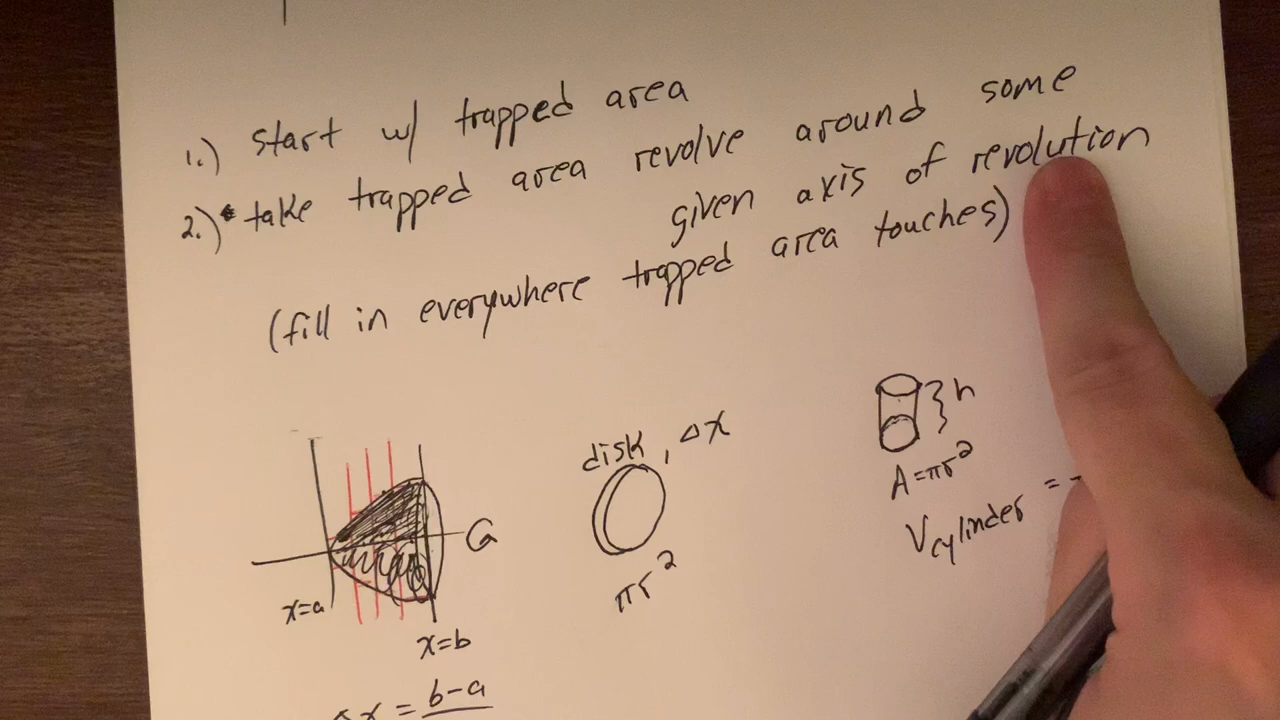 1.) start w/ trapped area
2.) * take trapped area revolve around some
given axis of revolution
(fill in everywhere trapped area touches)
disk, Δx
h
A=πr²
V cylinder =
πr²
x=a
x=b
Δx = b-a